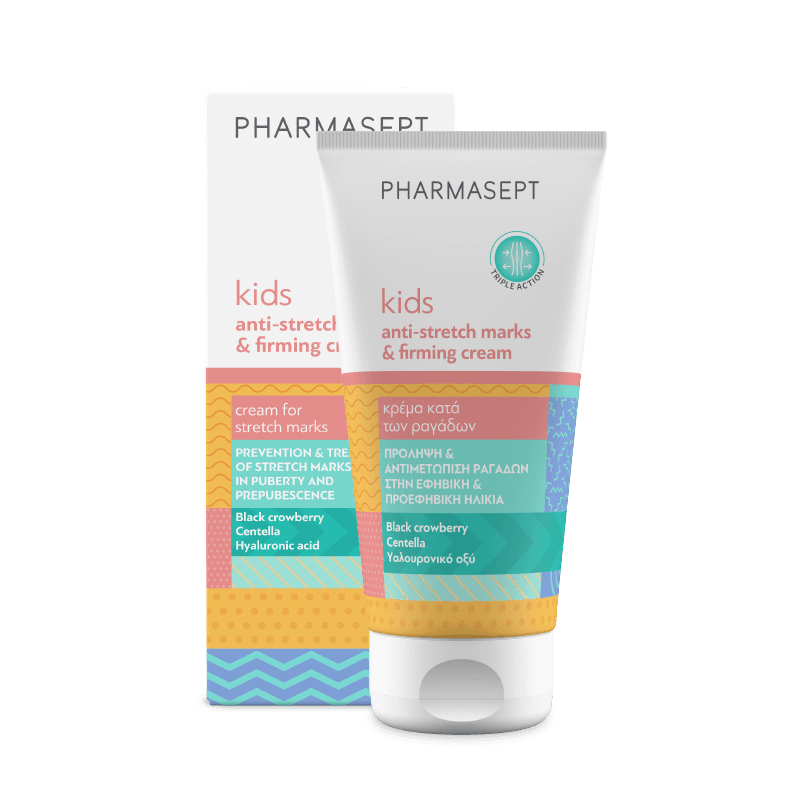 PHARMASEPT
kids
anti-stretch
& firming
cream for
stretch marks
PREVENTION &
OF STRETCH MARKS
IN PUBERTY AND
PREPUBESCENCE
Black crowberry
Centella
Hyaluronic acid
PHARMASEPT
TRIPLE ACTION
kids
anti-stretch marks
& firming cream
κρέμα κατά
των ραγάδων
ΠΡΟΛΗΨΗ &
ΑΝΤΙΜΕΤΩΠΙΣΗ ΡΑΓΑΔΩΝ
ΣΤΗΝ ΕΦΗΒΙΚΗ &
ΠΡΟΕΦΗΒΙΚΗ ΗΛΙΚΙΑ
Black crowberry
Centella
Υαλουρονικό οξύ